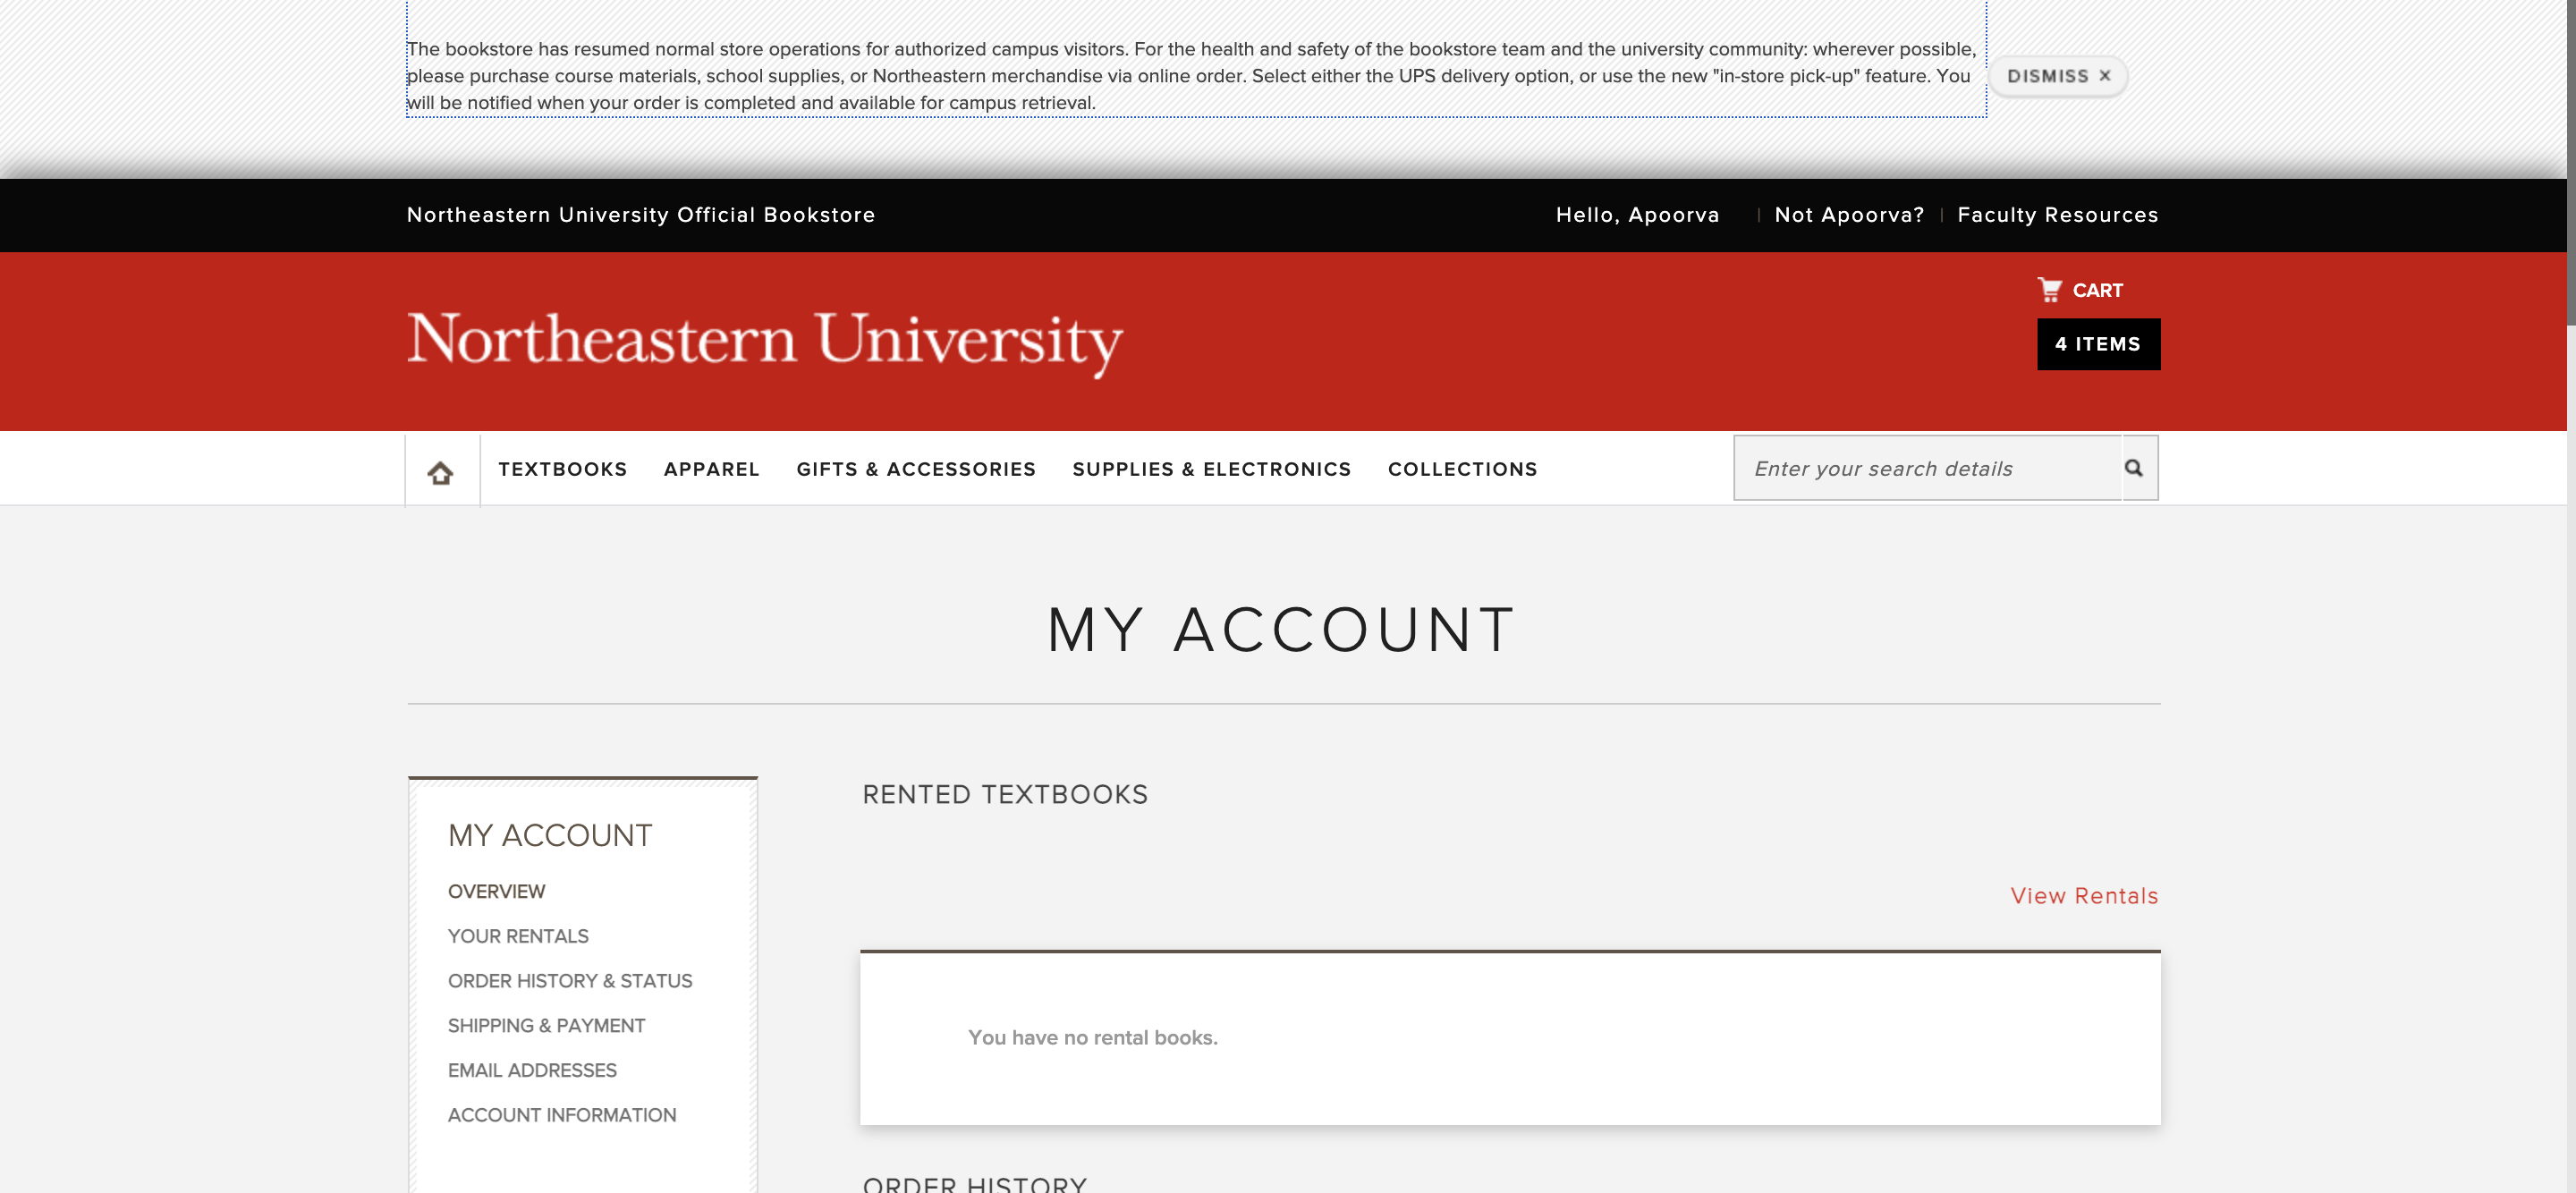 The bookstore has resumed normal store operations for authorized campus visitors. For the health and safety of the bookstore team and the university community: wherever possible,
please purchase course materials, school supplies, or Northeastern merchandise via online order. Select either the UPS delivery option, or use the new "in-store pick-up" feature. You
will be notified when your order is completed and available for campus retrieval.
DISMISS ×
Northeastern University Official Bookstore
Hello, Apoorva | Not Apoorva? | Faculty Resources
CART
Northeastern University
4 ITEMS
TEXTBOOKS APPAREL GIFTS & ACCESSORIES SUPPLIES & ELECTRONICS COLLECTIONS
Enter your search details
MY ACCOUNT
MY ACCOUNT
OVERVIEW
YOUR RENTALS
ORDER HISTORY & STATUS
SHIPPING & PAYMENT
EMAIL ADDRESSES
ACCOUNT INFORMATION
RENTED TEXTBOOKS
View Rentals
You have no rental books.
ORDER HISTORY